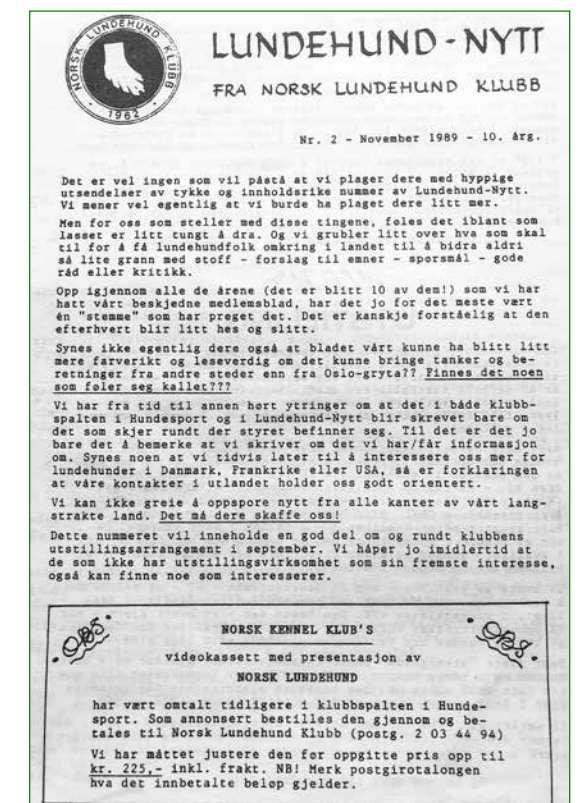 NORSK LUNDEHUND KLUBB
1962
LUNDEHUND-NYTT
FRA NORSK LUNDEHUND KLUBB
Nr. 2 - November 1989 - 10. årg.
Det er vel ingen som vil påstå at vi plager dere med hyppige
utsendelser av tykke og innholdsrike nummer av Lundehund-Nytt.
Vi mener vel egentlig at vi burde ha plaget dere litt mer.
Men for oss som steller med disse tingene, føles det iblant som
lasset er litt tungt å dra. Og vi grubler litt over hva som skal
til for å få lundehundfolk omkring i landet til å bidra aldri
så lite grann med stoff - forslag til emner - spørsmål - gode
råd eller kritikk.
Opp igjennom alle de årene (det er blitt 10 av dem!) som vi har
hatt vårt beskjedne medlemsblad, har det jo for det meste vært
én "stemme" som har preget det. Det er kanskje forståelig at den
efterhvert blir litt hes og slitt.
Synes ikke egentlig dere også at bladet vårt kunne ha blitt litt
mere farverikt og leseverdig om det kunne bringe tanker og be-
retninger fra andre steder enn fra Oslo-gryta?? Finnes det noen
som føler seg kallet???
Vi har fra tid til annen hørt ytringer om at det i både klubb-
spalten i Hundesport og i Lundehund-Nytt blir skrevet bare om
det som skjer rundt der styret befinner seg. Til det er det jo
bare det å bemerke at vi skriver om det vi har/får informasjon
om. Synes noen at vi tidvis later til å interessere oss mer for
lundehunder i Danmark, Frankrike eller USA, så er forklaringen
at våre kontakter i utlandet holder oss godt orientert.
Vi kan ikke greie å oppspore nytt fra alle kanter av vårt lang-
strakte land. Det må dere skaffe oss!
Dette nummeret vil inneholde en god del om og rundt klubbens
utstillingsarrangement i september. Vi håper jo imidlertid at
de som ikke har utstillingsvirksomhet som sin fremste interesse,
også kan finne noe som interesserer.
OBS
OBS
NORSK KENNEL KLUB'S
videokassett med presentasjon av
NORSK LUNDEHUND
har vært omtalt tidligere i klubbspalten i Hunde-
sport. Som annonsert bestilles den gjennom og be-
tales til Norsk Lundehund Klubb (postg. 2 03 44 94)
Vi har måttet justere den før oppgitte pris opp til
kr. 225,- inkl. frakt. NB! Merk postgirotalongen
hva det innbetalte beløp gjelder.